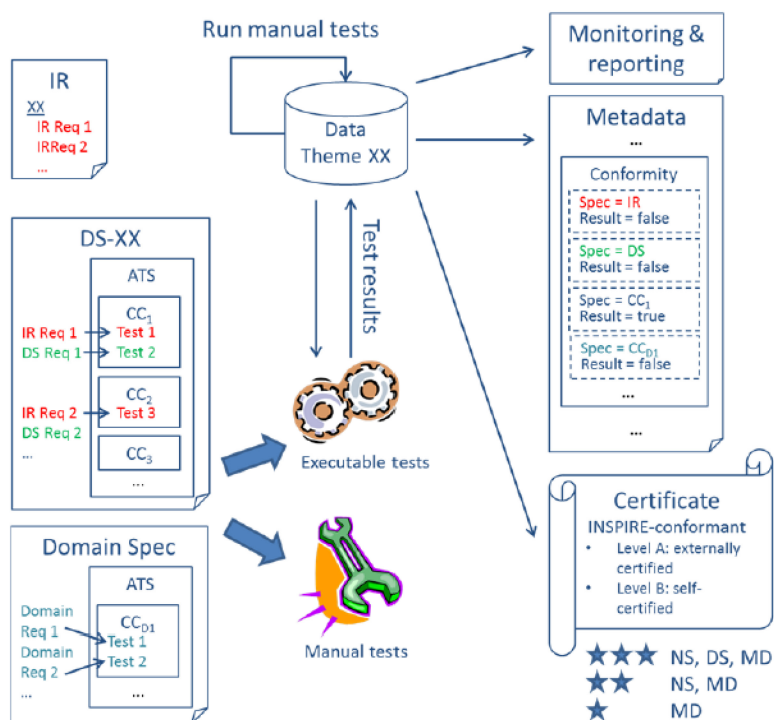 Run manual tests
IR
XX
IR Req 1
IRReq 2
...
Data
Theme XX
Monitoring &
reporting
Metadata
...
Conformity
Spec = IR
Result = false
Spec = DS
Result = false
Spec = CC1
Result = true
Spec = CCD1
Result = false
...
...
DS-XX
ATS
CC1
IR Req 1
Test 1
DS Req 1
Test 2
CC2
IR Req 2
Test 3
DS Req 2
...
CC3
...
Test results
Executable tests
Manual tests
Domain Spec
ATS
CCD1
Domain
Req 1
Test 1
Domain
Test 2
Req 2
...
...
Certificate
INSPIRE-conformant
• Level A: externally
certified
• Level B: self-
certified
NS, DS, MD
NS, MD
MD